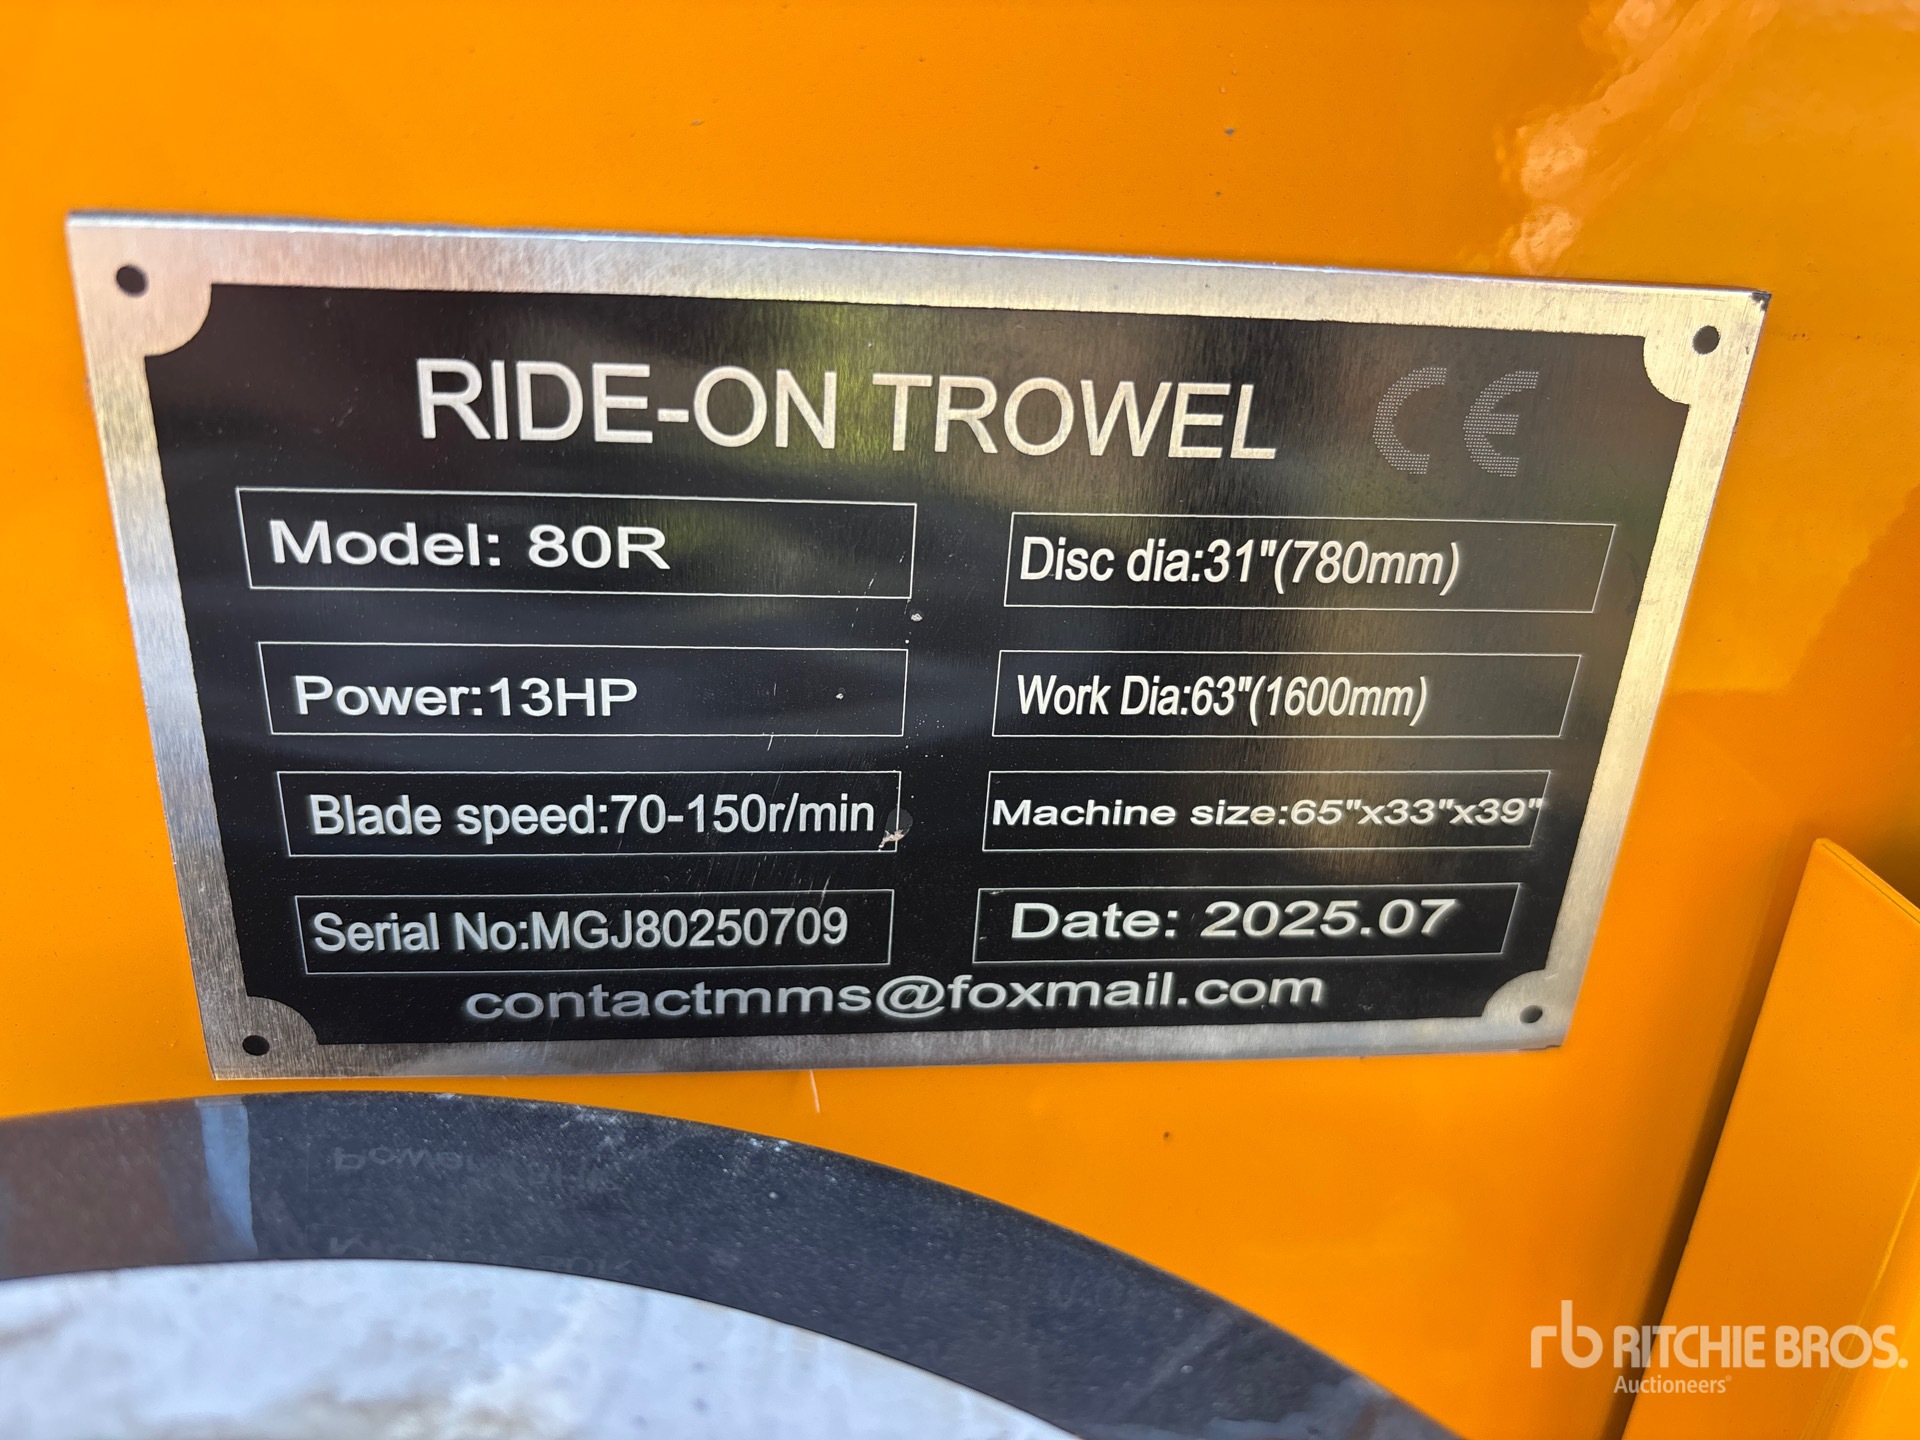 RIDE-ON TROWEL CE
Model: 80R
Disc dia:31"(780mm)
Power:13HP
Work Dia:63"(1600mm)
Blade speed:70-150r/min
Machine size:65"x33"x39"
Serial No:MGJ80250709
Date: 2025.07
contactmms@foxmail.com
rb RITCHIE BROS.
Auctioneers